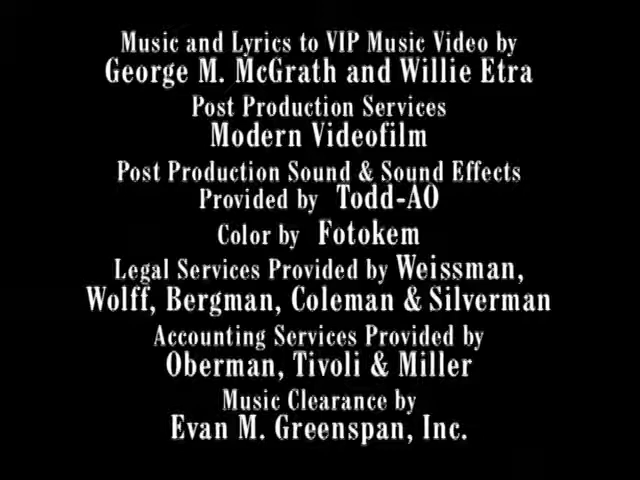 Music and Lyrics to VIP Music Video by
George M. McGrath and Willie Etra
Post Production Services
Modern Videofilm
Post Production Sound & Sound Effects
Provided by Todd-AO
Color by Fotokem
Legal Services Provided by Weissman,
Wolff, Bergman, Coleman & Silverman
Accounting Services Provided by
Oberman, Tivoli & Miller
Music Clearance by
Evan M. Greenspan, Inc.